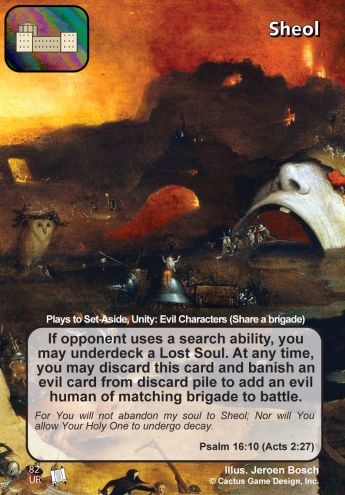 Sheol
Plays to Set-Aside, Unity: Evil Characters (Share a brigade)
If opponent uses a search ability, you
may underdeck a Lost Soul. At any time,
you may discard this card and banish an
evil card from discard pile to add an evil
human of matching brigade to battle.
For You will not abandon my soul to Sheol; Nor will You
allow Your Holy One to undergo decay.
Psalm 16:10 (Acts 2:27)
82
UR
Illus. Jeroen Bosch
© Cactus Game Design, Inc.